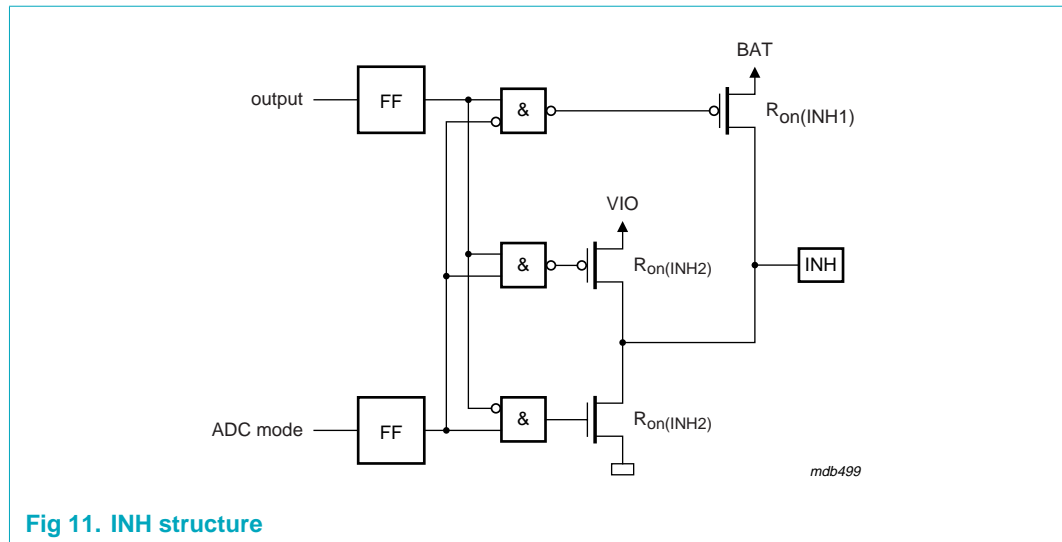 BAT
output
FF
&
Ron(INH1)
VIO
&
Ron(INH2)
INH
ADC mode
FF
&
Ron(INH2)
mdb499
Fig 11. INH structure